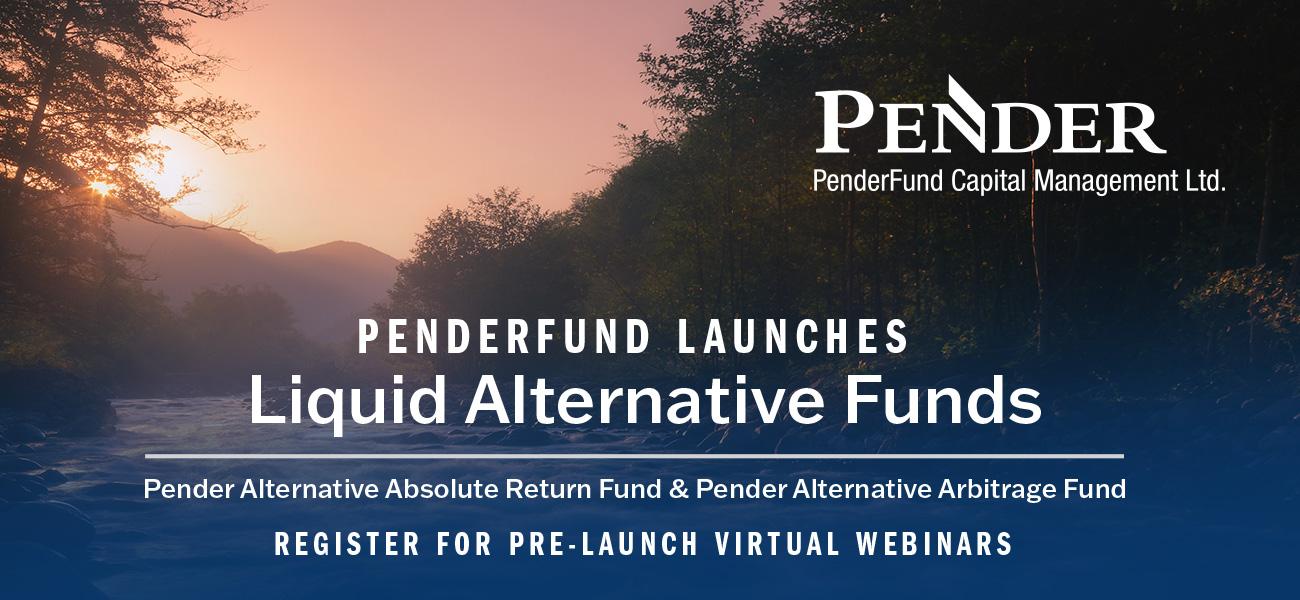 PENDER
PenderFund Capital Management Ltd.
PENDERFUND LAUNCHES
Liquid Alternative Funds
Pender Alternative Absolute Return Fund & Pender Alternative Arbitrage Fund
REGISTER FOR PRE-LAUNCH VIRTUAL WEBINARS